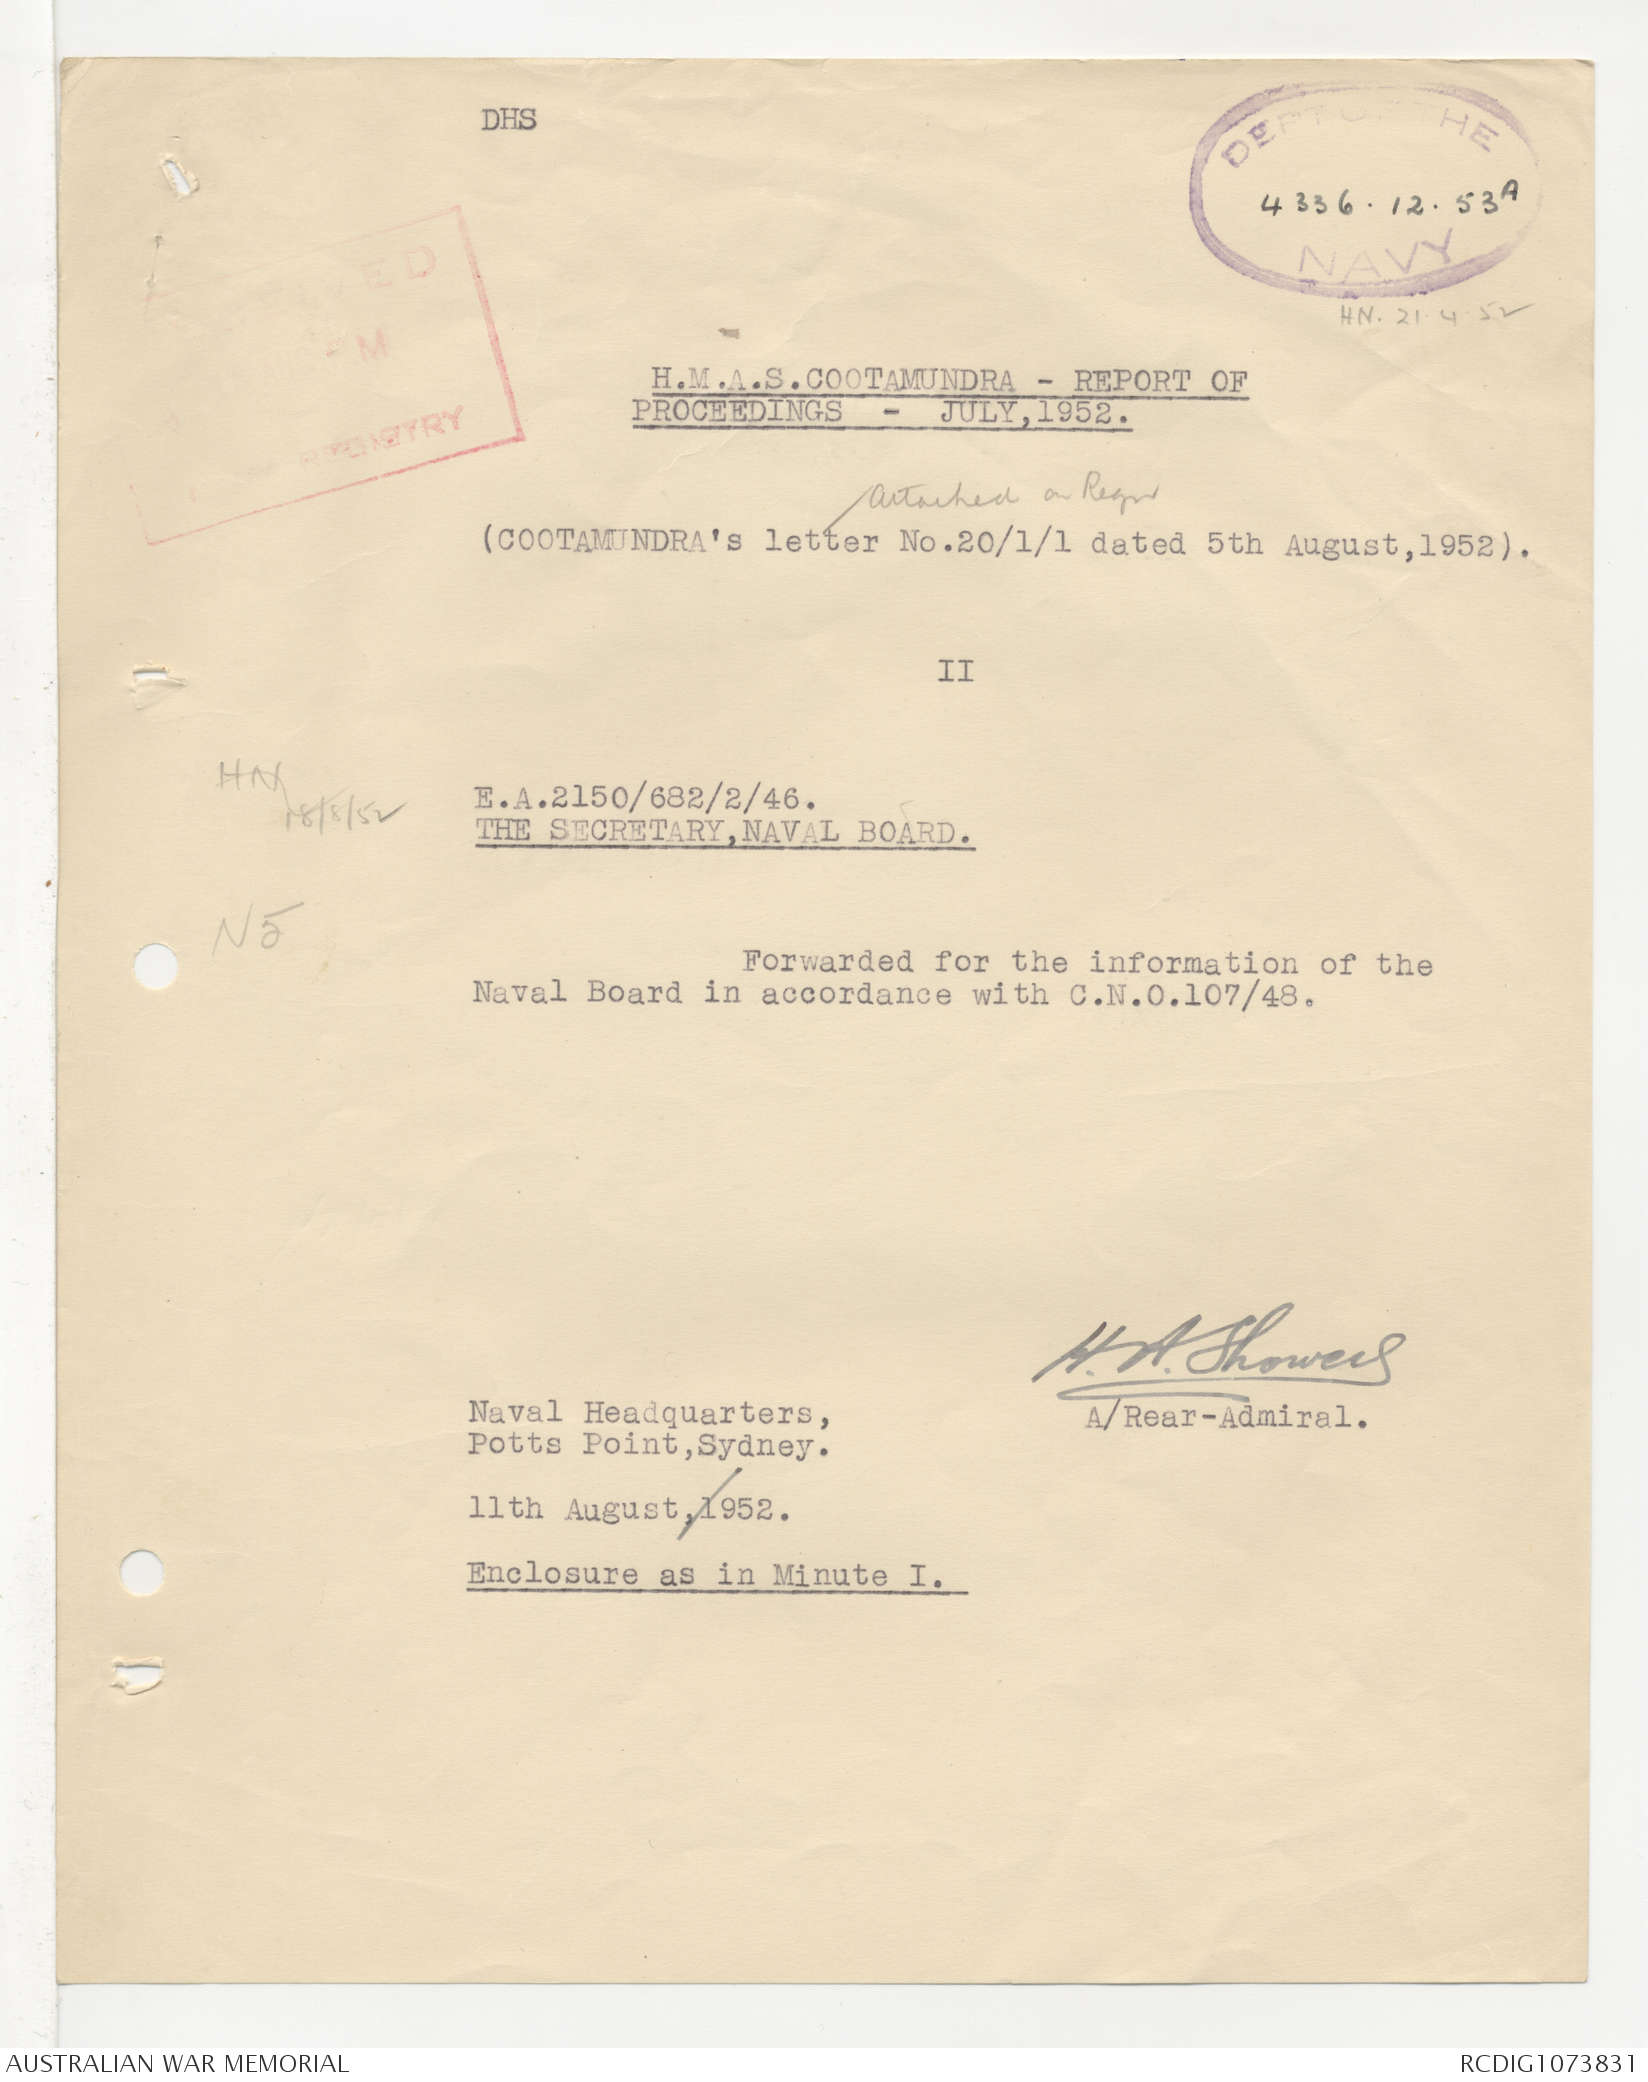 DHS
DEPT OF THE
4336·12·53A
NAVY
HN. 21·4·52
M
REGISTRY
H.M.A.S.COOTAMUNDRA - REPORT OF
PROCEEDINGS - JULY,1952.
Attached on
(COOTAMUNDRA's letter No.20/1/1 dated 5th August,1952).
II
HN
18/8/52
E.A.2150/682/2/46.
THE SECRETARY,NAVAL BOARD.
N5
Forwarded for the information of the
Naval Board in accordance with C.N.O.107/48.
H. A. Showers
A/Rear-Admiral.
Naval Headquarters,
Potts Point,Sydney.
11th August,1952.
Enclosure as in Minute I.
AUSTRALIAN WAR MEMORIAL
RCDIG1073831